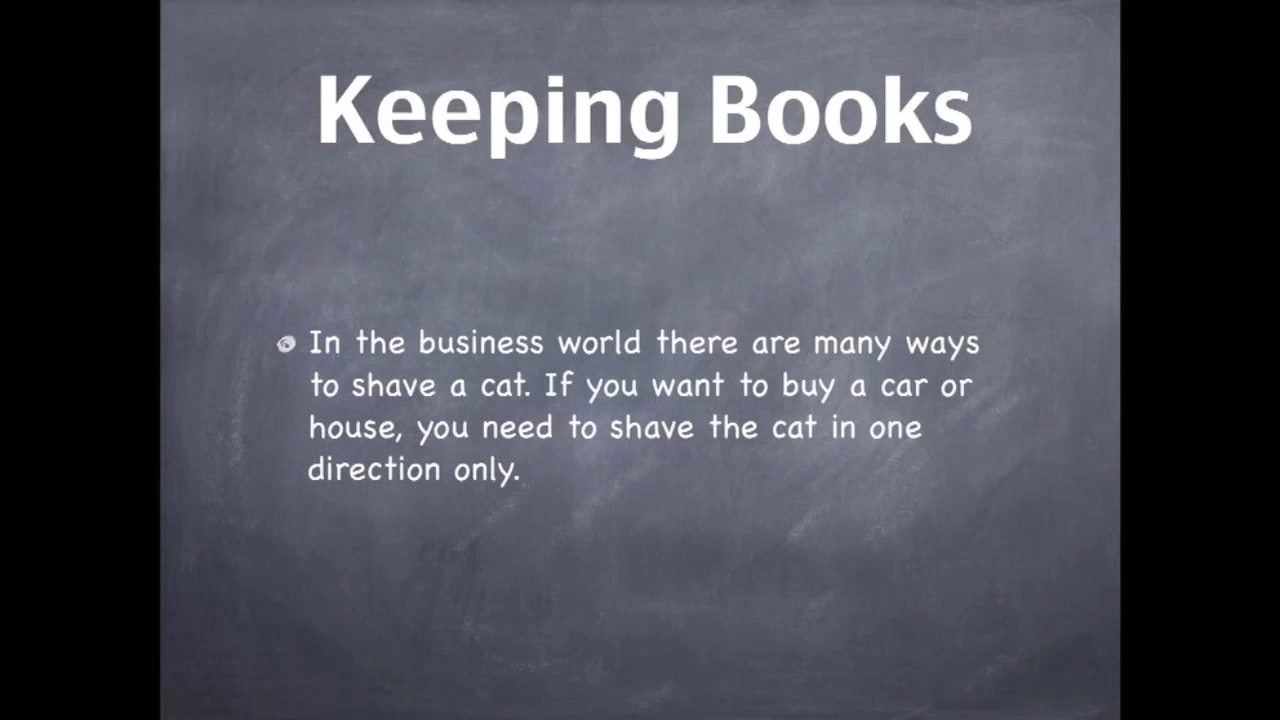 Keeping Books
In the business world there are many ways
to shave a cat. If you want to buy a car or
house, you need to shave the cat in one
direction only.